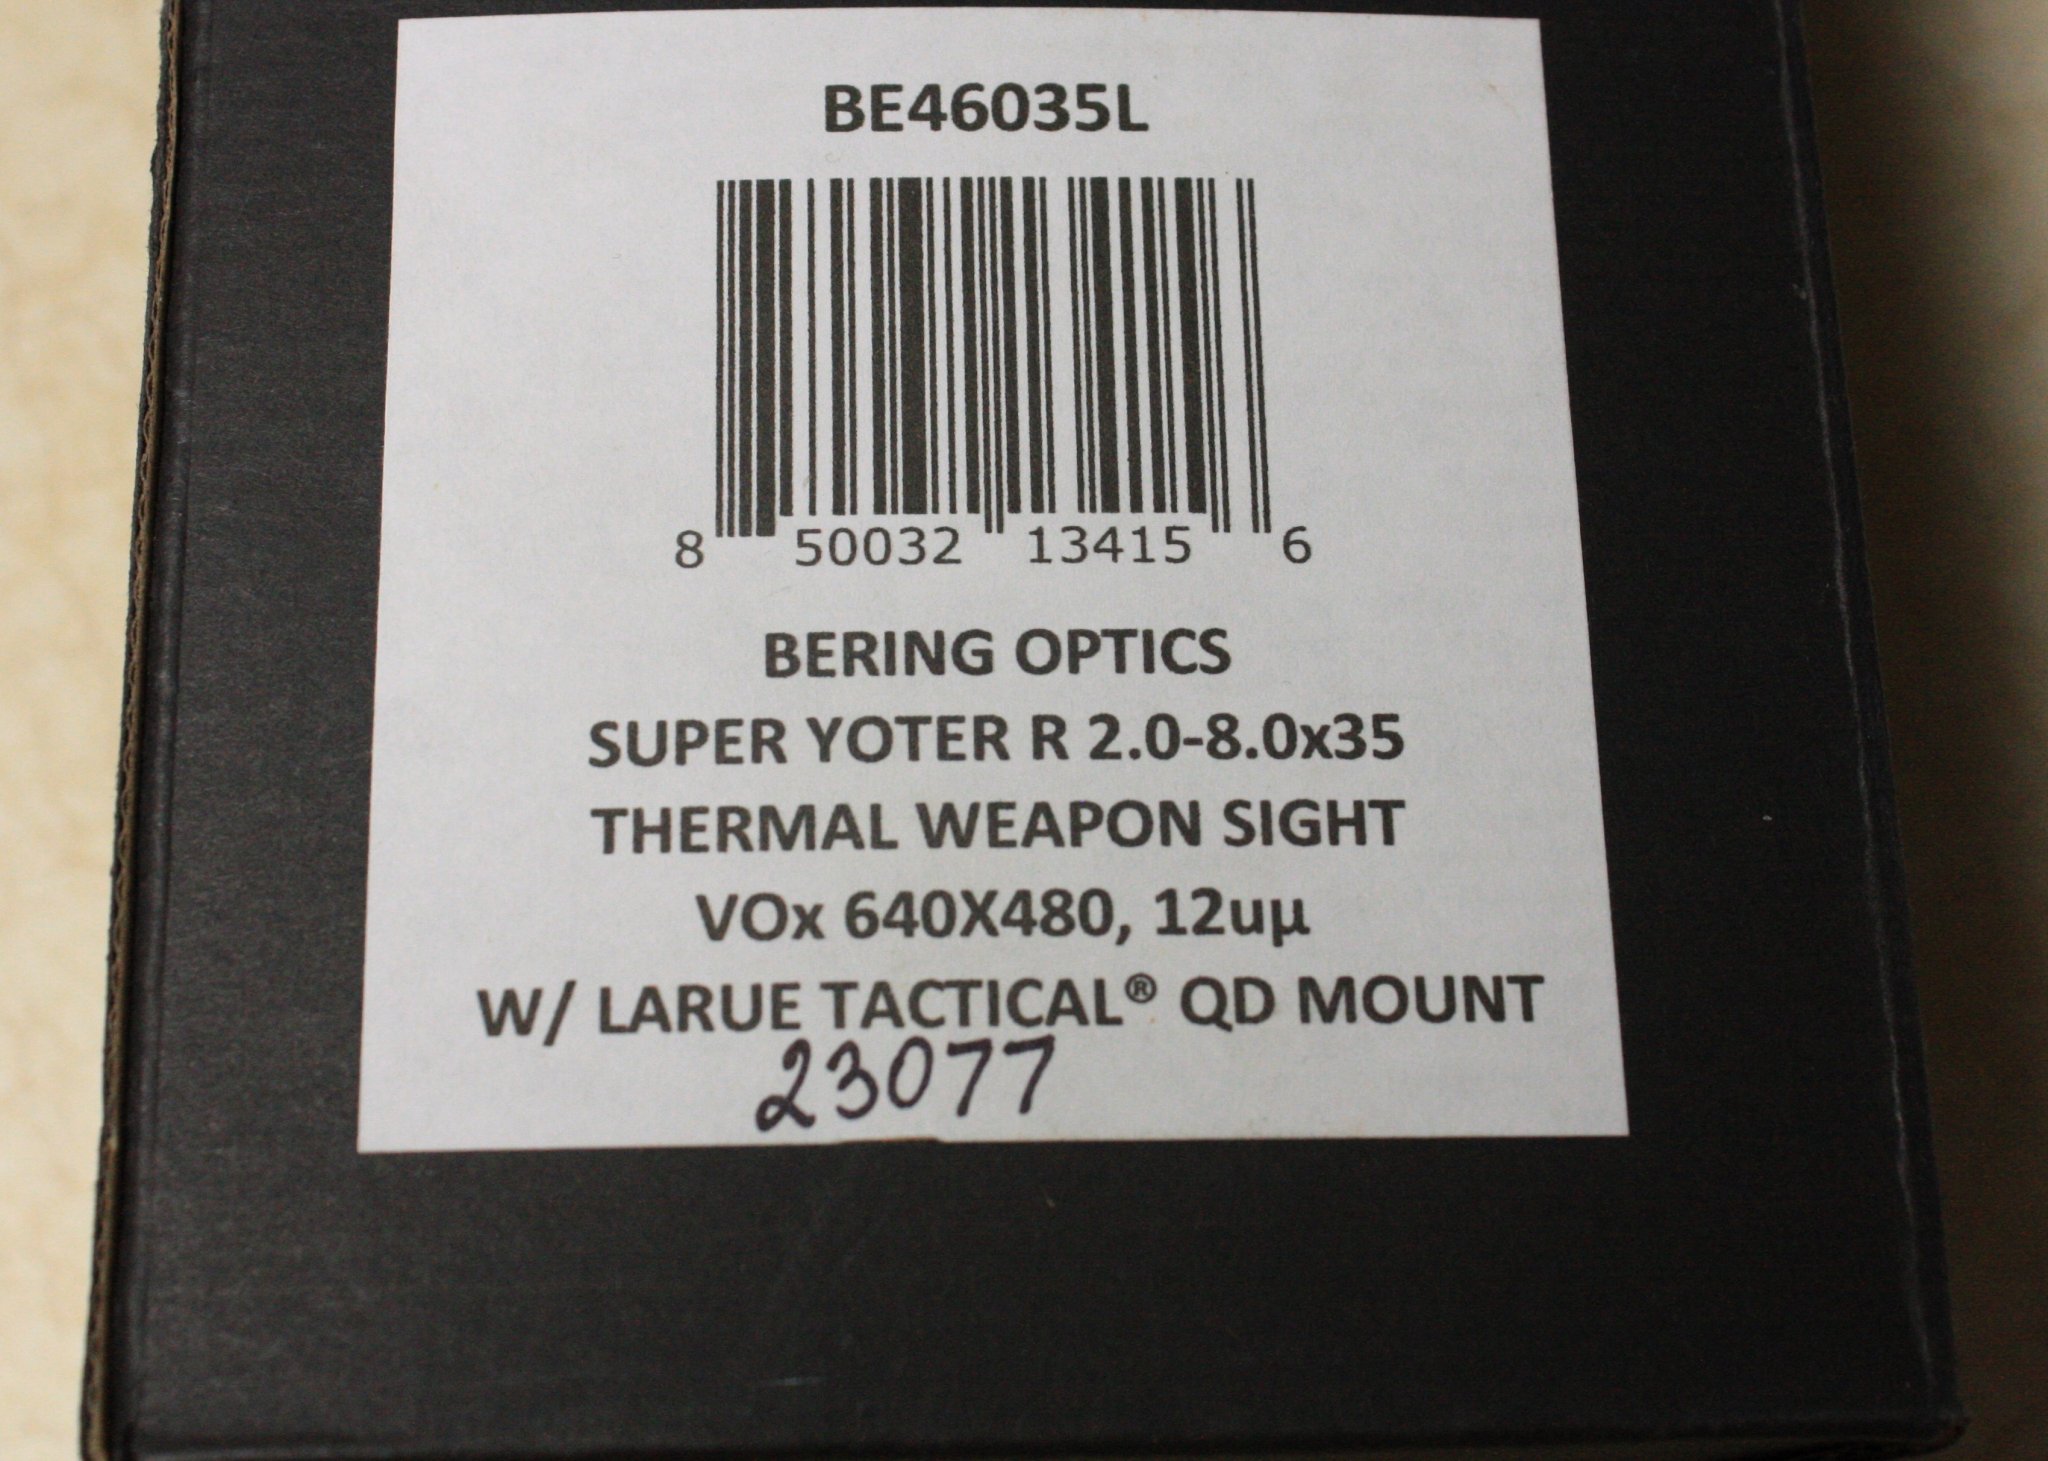 BE46035L
8 50032 13415 6
BERING OPTICS
SUPER YOTER R 2.0-8.0x35
THERMAL WEAPON SIGHT
VOx 640X480, 12uµ
W/ LARUE TACTICAL® QD MOUNT
23077